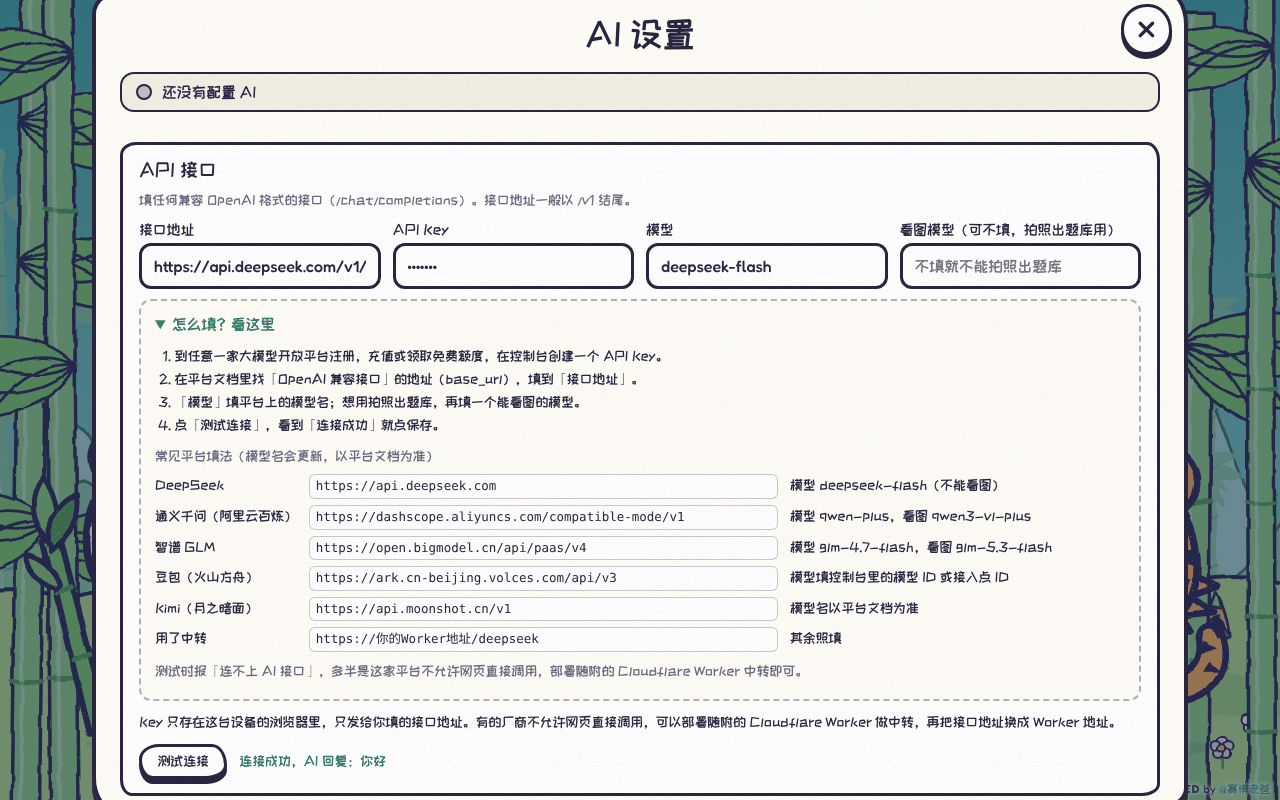 AI 设置
还没有配置 AI
API 接口
填任何兼容 OpenAI 格式的接口（/chat/completions）。接口地址一般以 /v1 结尾。
接口地址
API Key
模型
看图模型（可不填，拍照出题库用）
https://api.deepseek.com/v1/
•••••••
deepseek-flash
不填就不能拍照出题库
▼ 怎么填？看这里
1. 到任意一家大模型开放平台注册，充值或领取免费额度，在控制台创建一个 API Key。
2. 在平台文档里找「OpenAI 兼容接口」的地址（base_url），填到「接口地址」。
3. 「模型」填平台上的模型名；想用拍照出题库，再填一个能看图的模型。
4. 点「测试连接」，看到「连接成功」就点保存。
常见平台填法（模型名会更新，以平台文档为准）
DeepSeek https://api.deepseek.com 模型 deepseek-flash（不能看图）
通义千问（阿里云百炼） https://dashscope.aliyuncs.com/compatible-mode/v1 模型 qwen-plus，看图 qwen3-vl-plus
智谱 GLM https://open.bigmodel.cn/api/paas/v4 模型 glm-4.7-flash，看图 glm-5.3-flash
豆包（火山方舟） https://ark.cn-beijing.volces.com/api/v3 模型填控制台里的模型 ID 或接入点 ID
Kimi（月之暗面） https://api.moonshot.cn/v1 模型名以平台文档为准
用了中转 https://你的Worker地址/deepseek 其余照填
测试时报「连不上 AI 接口」，多半是这家平台不允许网页直接调用，部署随附的 Cloudflare Worker 中转即可。
Key 只存在这台设备的浏览器里，只发给你填的接口地址。有的厂商不允许网页直接调用，可以部署随附的 Cloudflare Worker 做中转，再把接口地址换成 Worker 地址。
测试连接
连接成功，AI 回复：你好
ED by @赛博老爸